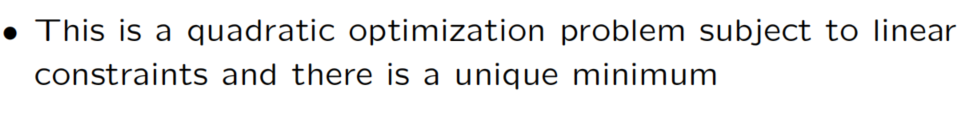 • This is a quadratic optimization problem subject to linear
constraints and there is a unique minimum